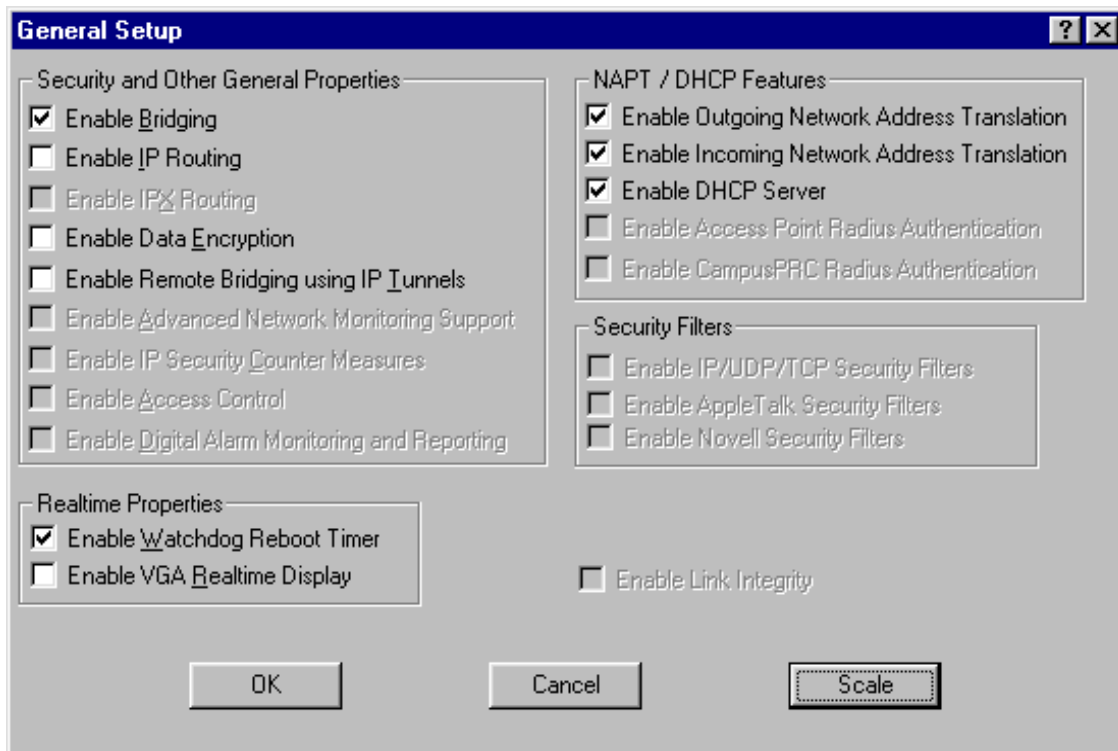 General Setup
Security and Other General Properties
Enable Bridging
Enable IP Routing
Enable IPX Routing
Enable Data Encryption
Enable Remote Bridging using IP Tunnels
Enable Advanced Network Monitoring Support
Enable IP Security Counter Measures
Enable Access Control
Enable Digital Alarm Monitoring and Reporting
NAPT / DHCP Features
Enable Outgoing Network Address Translation
Enable Incoming Network Address Translation
Enable DHCP Server
Enable Access Point Radius Authentication
Enable CampusPRC Radius Authentication
Security Filters
Enable IP/UDP/TCP Security Filters
Enable AppleTalk Security Filters
Enable Novell Security Filters
Realtime Properties
Enable Watchdog Reboot Timer
Enable VGA Realtime Display
Enable Link Integrity
OK
Cancel
Scale